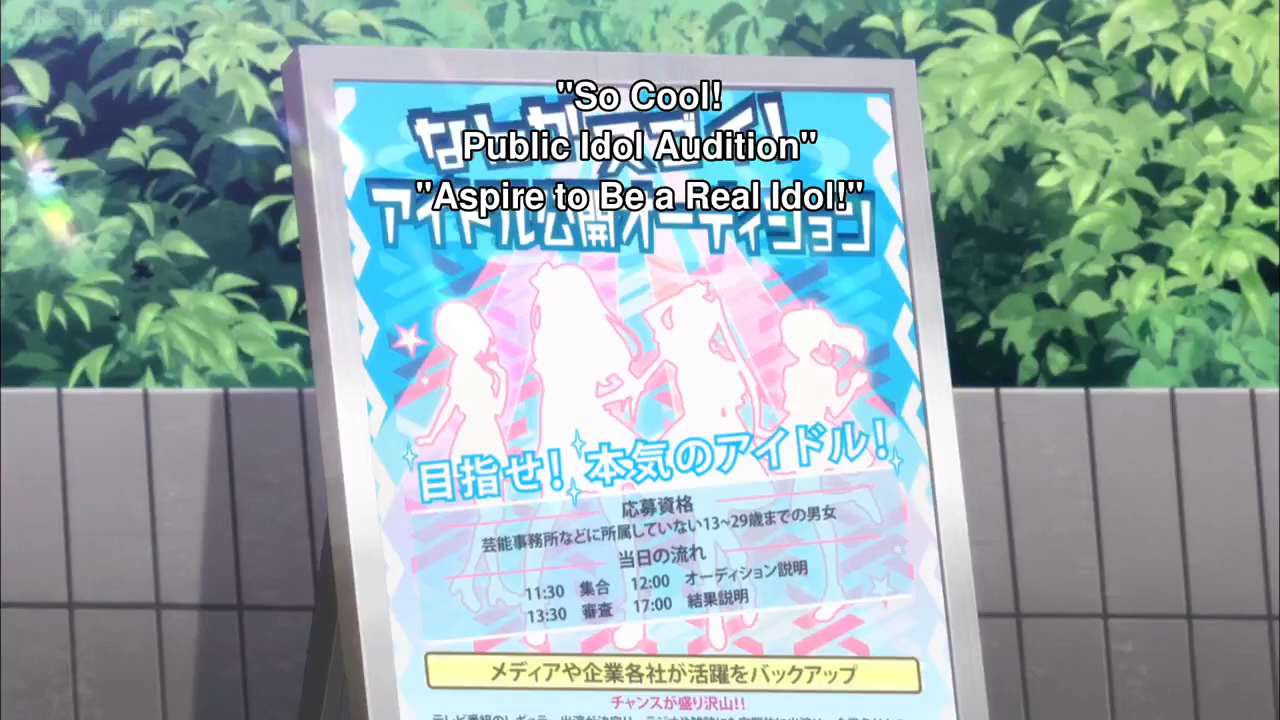 "So Cool!
なんかスゴイ!
Public Idol Audition"
"Aspire to Be a Real Idol!"
アイドル公開オーディション
目指せ!本気のアイドル!
応募資格
芸能事務所などに所属していない13~29歳までの男女
当日の流れ
11:30 集合 12:00 オーディション説明
13:30 審査 17:00 結果説明
メディアや企業各社が活躍をバックアップ
チャンスが盛り沢山!!